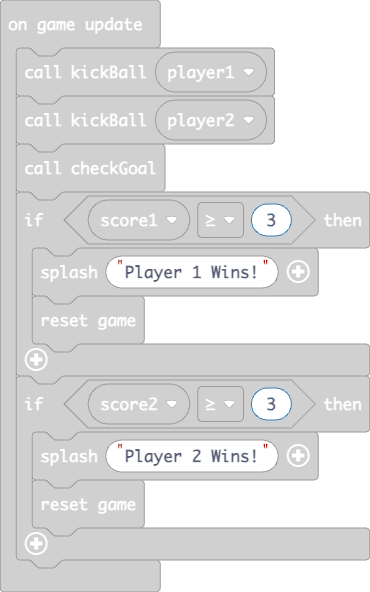 on game update
call kickBall player1
call kickBall player2
call checkGoal
if score1 ≥ 3 then
splash "Player 1 Wins!"
reset game
if score2 ≥ 3 then
splash "Player 2 Wins!"
reset game